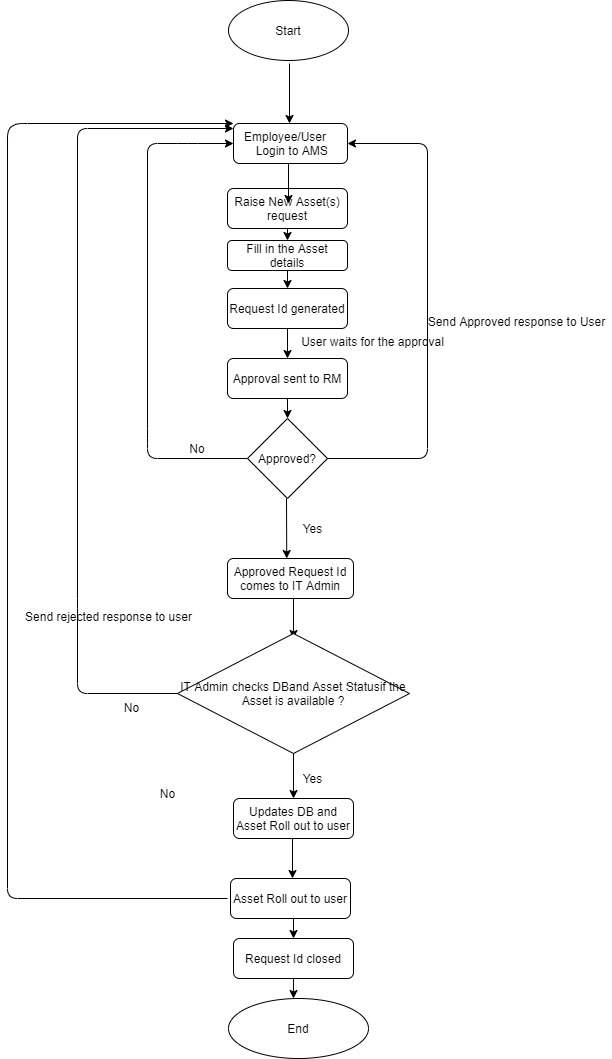 Start
Employee/User
Login to AMS
Raise New Asset(s)
request
Fill in the Asset
details
Request Id generated
Send Approved response to User
User waits for the approval
Approval sent to RM
No
Approved?
Yes
Approved Request Id
comes to IT Admin
Send rejected response to user
IT Admin checks DBand Asset Statusif the
Asset is available ?
No
Yes
No
Updates DB and
Asset Roll out to user
Asset Roll out to user
Request Id closed
End